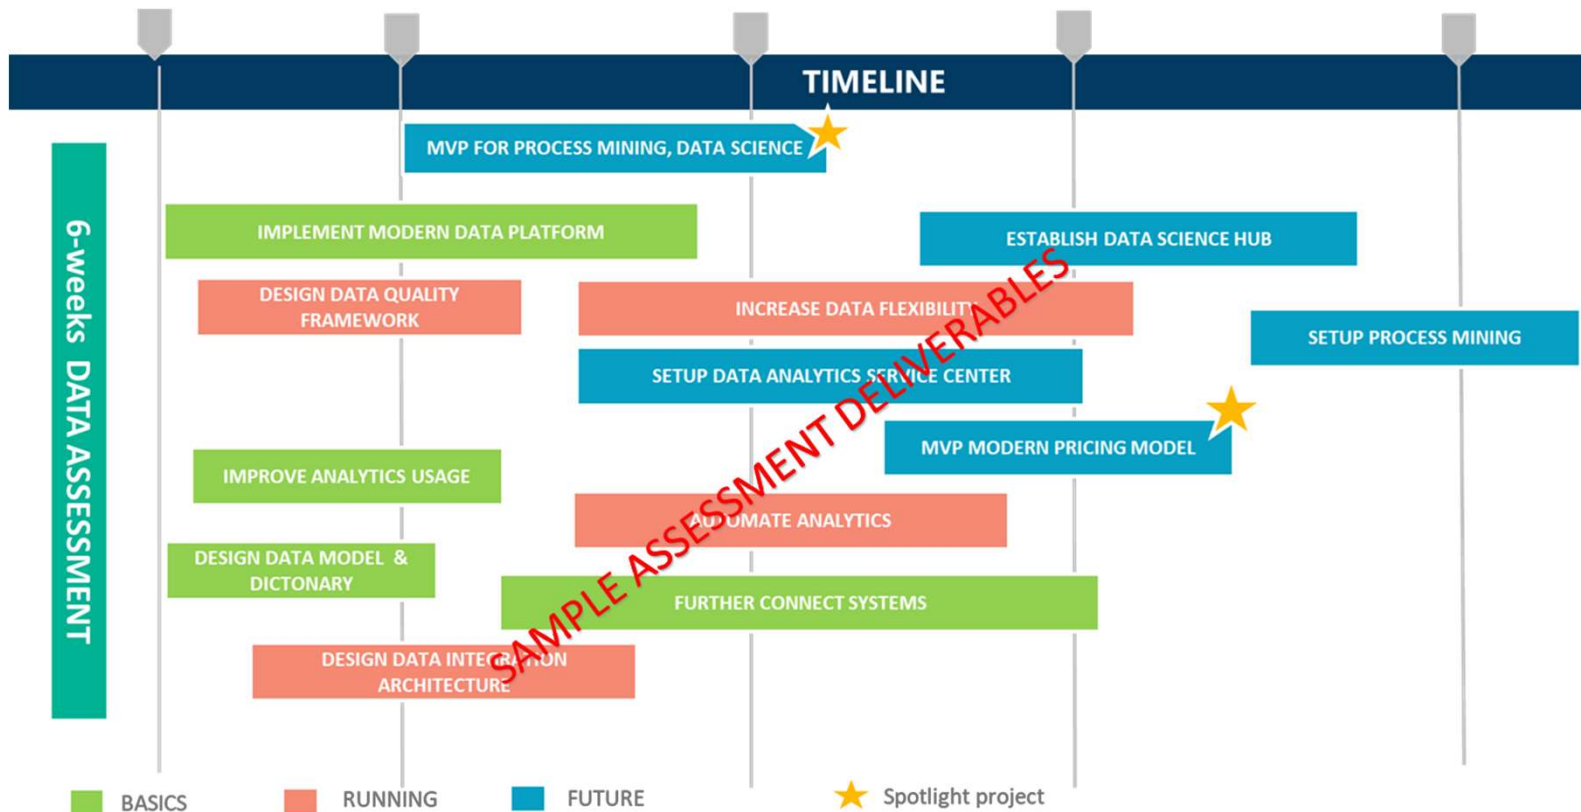 TIMELINE
6-weeks DATA ASSESSMENT
MVP FOR PROCESS MINING, DATA SCIENCE
IMPLEMENT MODERN DATA PLATFORM
ESTABLISH DATA SCIENCE HUB
DESIGN DATA QUALITY
FRAMEWORK
INCREASE DATA FLEXIBILITY
SETUP PROCESS MINING
SETUP DATA ANALYTICS SERVICE CENTER
MVP MODERN PRICING MODEL
IMPROVE ANALYTICS USAGE
AUTOMATE ANALYTICS
DESIGN DATA MODEL &
DICTONARY
FURTHER CONNECT SYSTEMS
DESIGN DATA INTEGRATION
ARCHITECTURE
SAMPLE ASSESSMENT DELIVERABLES
BASICS
RUNNING
FUTURE
Spotlight project